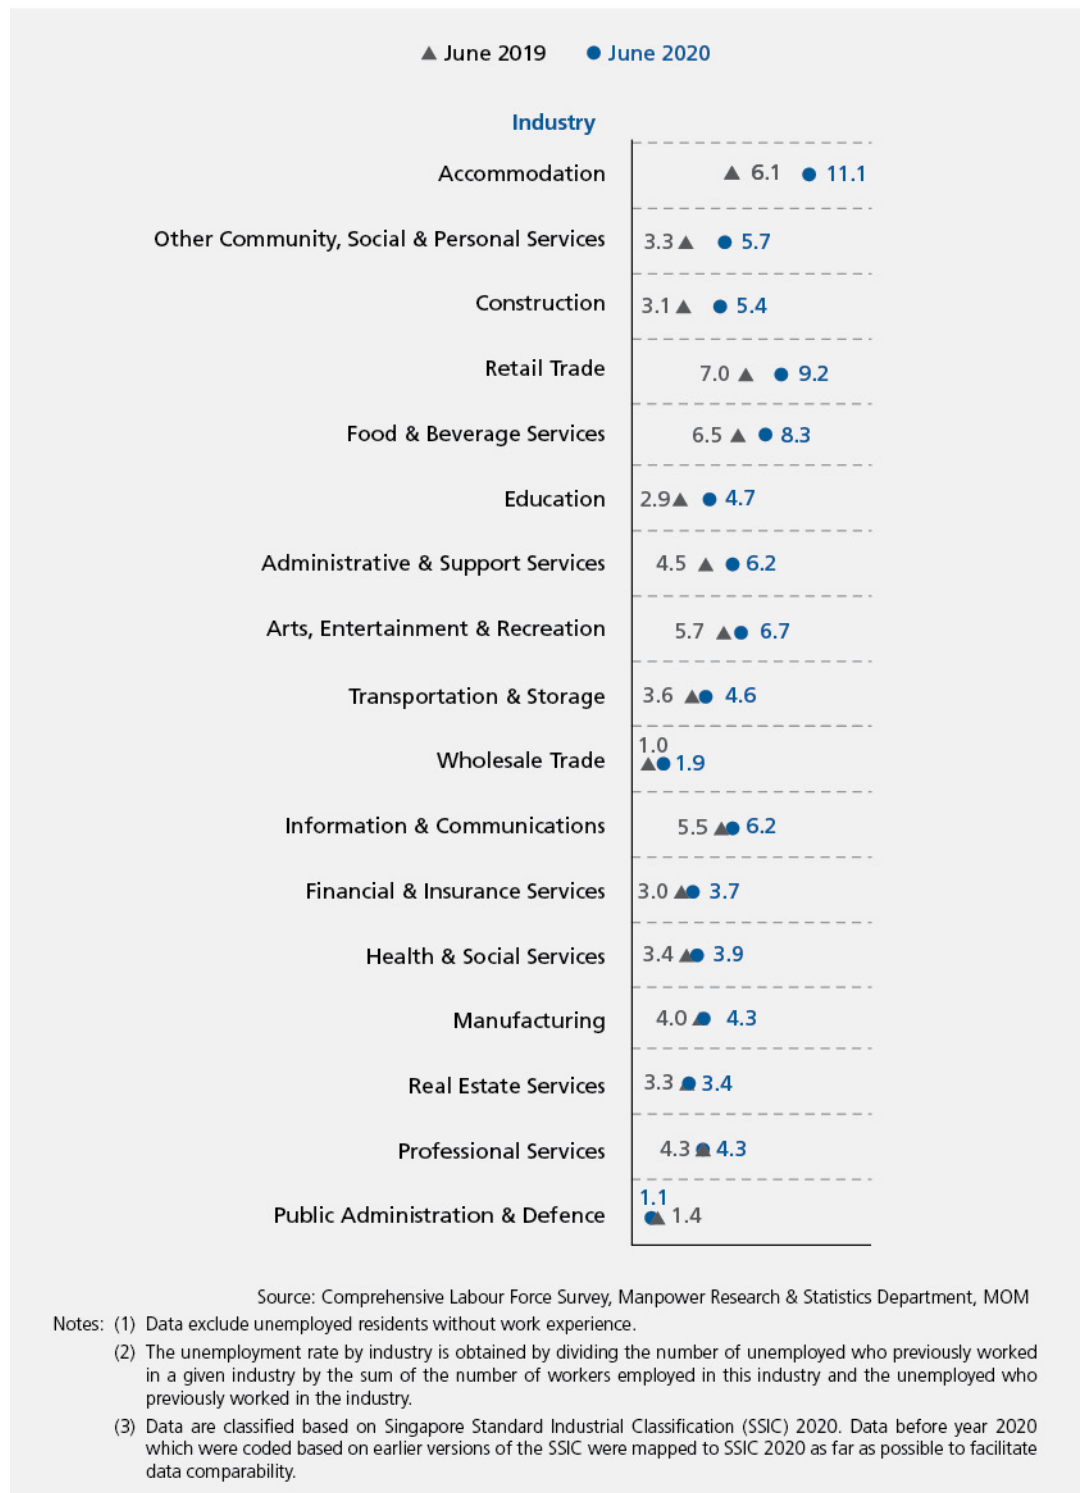 ▲ June 2019 ● June 2020
Industry
Accommodation 6.1 11.1
Other Community, Social & Personal Services 3.3 5.7
Construction 3.1 5.4
Retail Trade 7.0 9.2
Food & Beverage Services 6.5 8.3
Education 2.9 4.7
Administrative & Support Services 4.5 6.2
Arts, Entertainment & Recreation 5.7 6.7
Transportation & Storage 3.6 4.6
Wholesale Trade 1.0 1.9
Information & Communications 5.5 6.2
Financial & Insurance Services 3.0 3.7
Health & Social Services 3.4 3.9
Manufacturing 4.0 4.3
Real Estate Services 3.3 3.4
Professional Services 4.3 4.3
Public Administration & Defence 1.1 1.4
Source: Comprehensive Labour Force Survey, Manpower Research & Statistics Department, MOM
Notes: (1) Data exclude unemployed residents without work experience.
(2) The unemployment rate by industry is obtained by dividing the number of unemployed who previously worked
in a given industry by the sum of the number of workers employed in this industry and the unemployed who
previously worked in the industry.
(3) Data are classified based on Singapore Standard Industrial Classification (SSIC) 2020. Data before year 2020
which were coded based on earlier versions of the SSIC were mapped to SSIC 2020 as far as possible to facilitate
data comparability.